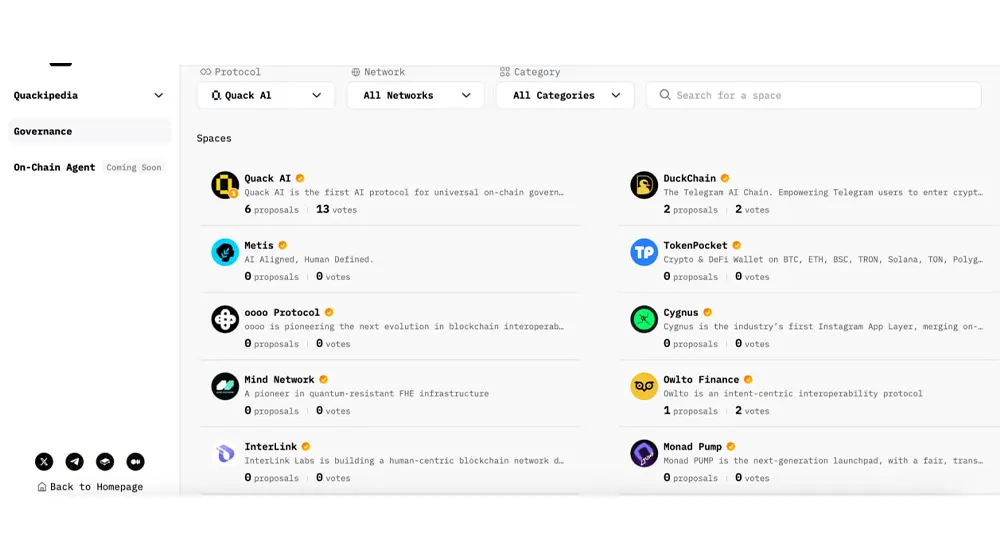 Protocol
Network
Category
Quackipedia
Quack AI
All Networks
All Categories
Search for a space
Governance
On-Chain Agent Coming Soon
Spaces
Quack AI
Quack AI is the first AI protocol for universal on-chain govern…
6 proposals 13 votes
DuckChain
The Telegram AI Chain. Empowering Telegram users to enter crypt…
2 proposals 2 votes
Metis
AI Aligned, Human Defined.
0 proposals 0 votes
TokenPocket
Crypto & DeFi Wallet on BTC, ETH, BSC, TRON, Solana, TON, Polyg…
0 proposals 0 votes
oooo Protocol
oooo is pioneering the next evolution in blockchain interoperab…
0 proposals 0 votes
Cygnus
Cygnus is the industry's first Instagram App Layer, merging on-…
0 proposals 0 votes
Mind Network
A pioneer in quantum-resistant FHE infrastructure
0 proposals 0 votes
Owlto Finance
Owlto is an intent-centric interoperability protocol
1 proposals 2 votes
InterLink
InterLink Labs is building a human-centric blockchain network d…
0 proposals 0 votes
Monad Pump
Monad PUMP is the next-generation launchpad, with a fair, trans…
0 proposals 0 votes
TP
Back to Homepage